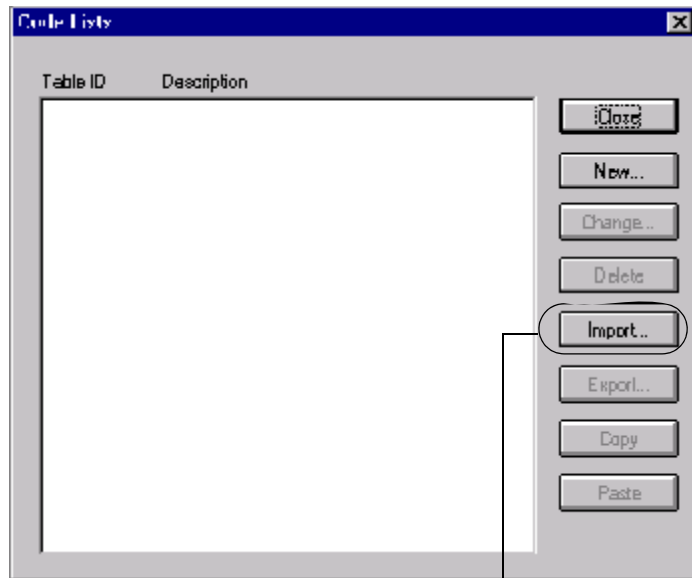 Code Lists
Table ID Description
Close
New...
Change...
Delete
Import...
Export...
Copy
Paste